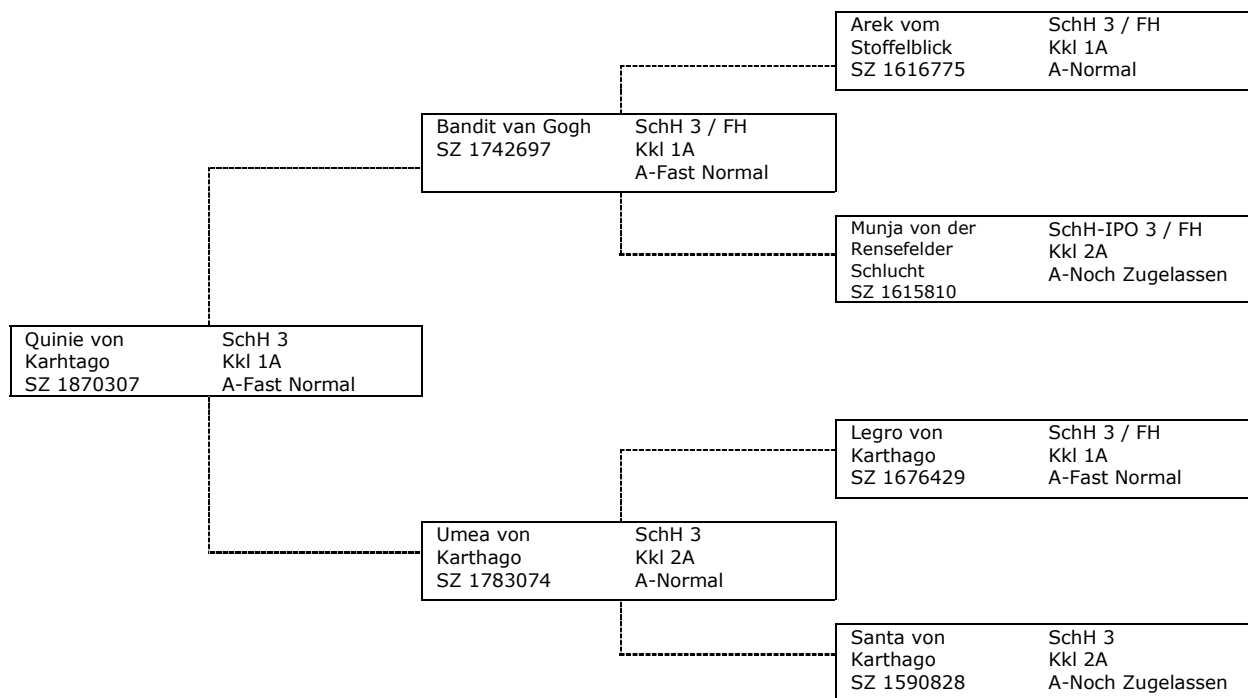 Arek vom SchH 3 / FH
Stoffelblick Kkl 1A
SZ 1616775 A-Normal
Bandit van Gogh SchH 3 / FH
SZ 1742697 Kkl 1A
A-Fast Normal
Munja von der SchH-IPO 3 / FH
Rensefelder Kkl 2A
Schlucht A-Noch Zugelassen
SZ 1615810
Quinie von SchH 3
Karhtago Kkl 1A
SZ 1870307 A-Fast Normal
Legro von SchH 3 / FH
Karthago Kkl 1A
SZ 1676429 A-Fast Normal
Umea von SchH 3
Karthago Kkl 2A
SZ 1783074 A-Normal
Santa von SchH 3
Karthago Kkl 2A
SZ 1590828 A-Noch Zugelassen